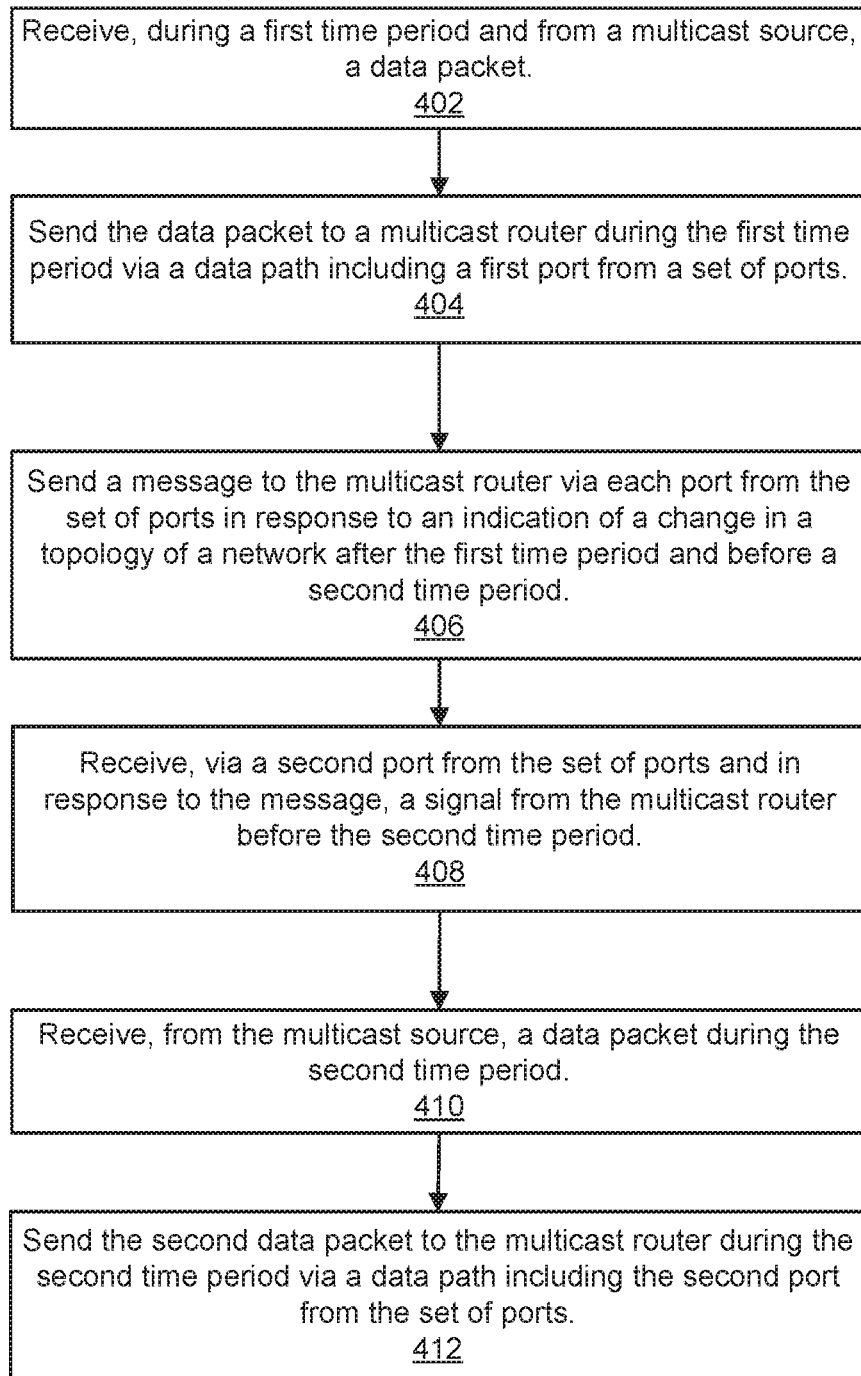 Receive, during a first time period and from a multicast source,
a data packet.
402
Send the data packet to a multicast router during the first time
period via a data path including a first port from a set of ports.
404
Send a message to the multicast router via each port from the
set of ports in response to an indication of a change in a
topology of a network after the first time period and before a
second time period.
406
Receive, via a second port from the set of ports and in
response to the message, a signal from the multicast router
before the second time period.
408
Receive, from the multicast source, a data packet during the
second time period.
410
Send the second data packet to the multicast router during the
second time period via a data path including the second port
from the set of ports.
412